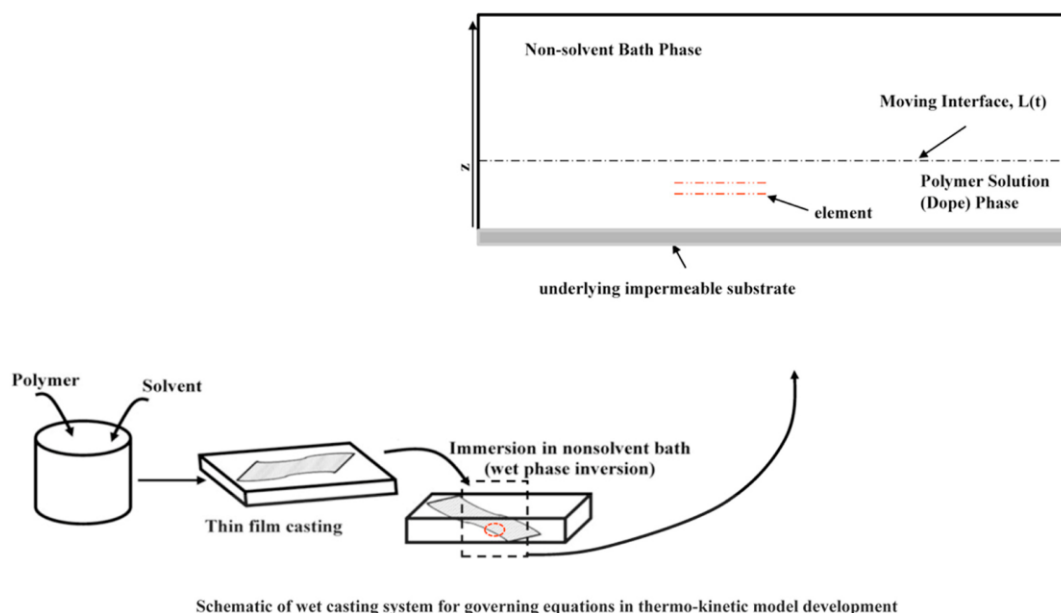 Non-solvent Bath Phase
Moving Interface, L(t)
z
Polymer Solution
(Dope) Phase
element
underlying impermeable substrate
Polymer
Solvent
Immersion in nonsolvent bath
(wet phase inversion)
Thin film casting
Schematic of wet casting system for governing equations in thermo-kinetic model development